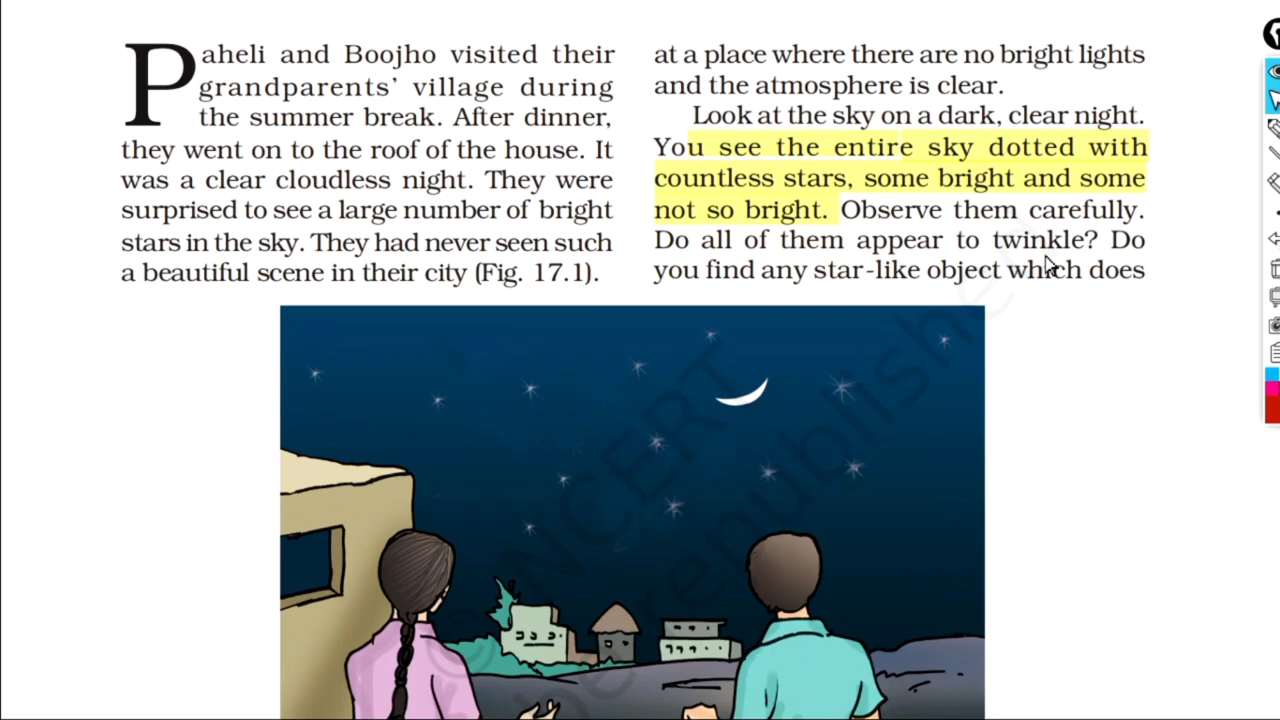 Paheli and Boojho visited their
grandparents’ village during
the summer break. After dinner,
they went on to the roof of the house. It
was a clear cloudless night. They were
surprised to see a large number of bright
stars in the sky. They had never seen such
a beautiful scene in their city (Fig. 17.1).
at a place where there are no bright lights
and the atmosphere is clear.
Look at the sky on a dark, clear night.
You see the entire sky dotted with
countless stars, some bright and some
not so bright. Observe them carefully.
Do all of them appear to twinkle? Do
you find any star-like object which does
© NCERT
be republished